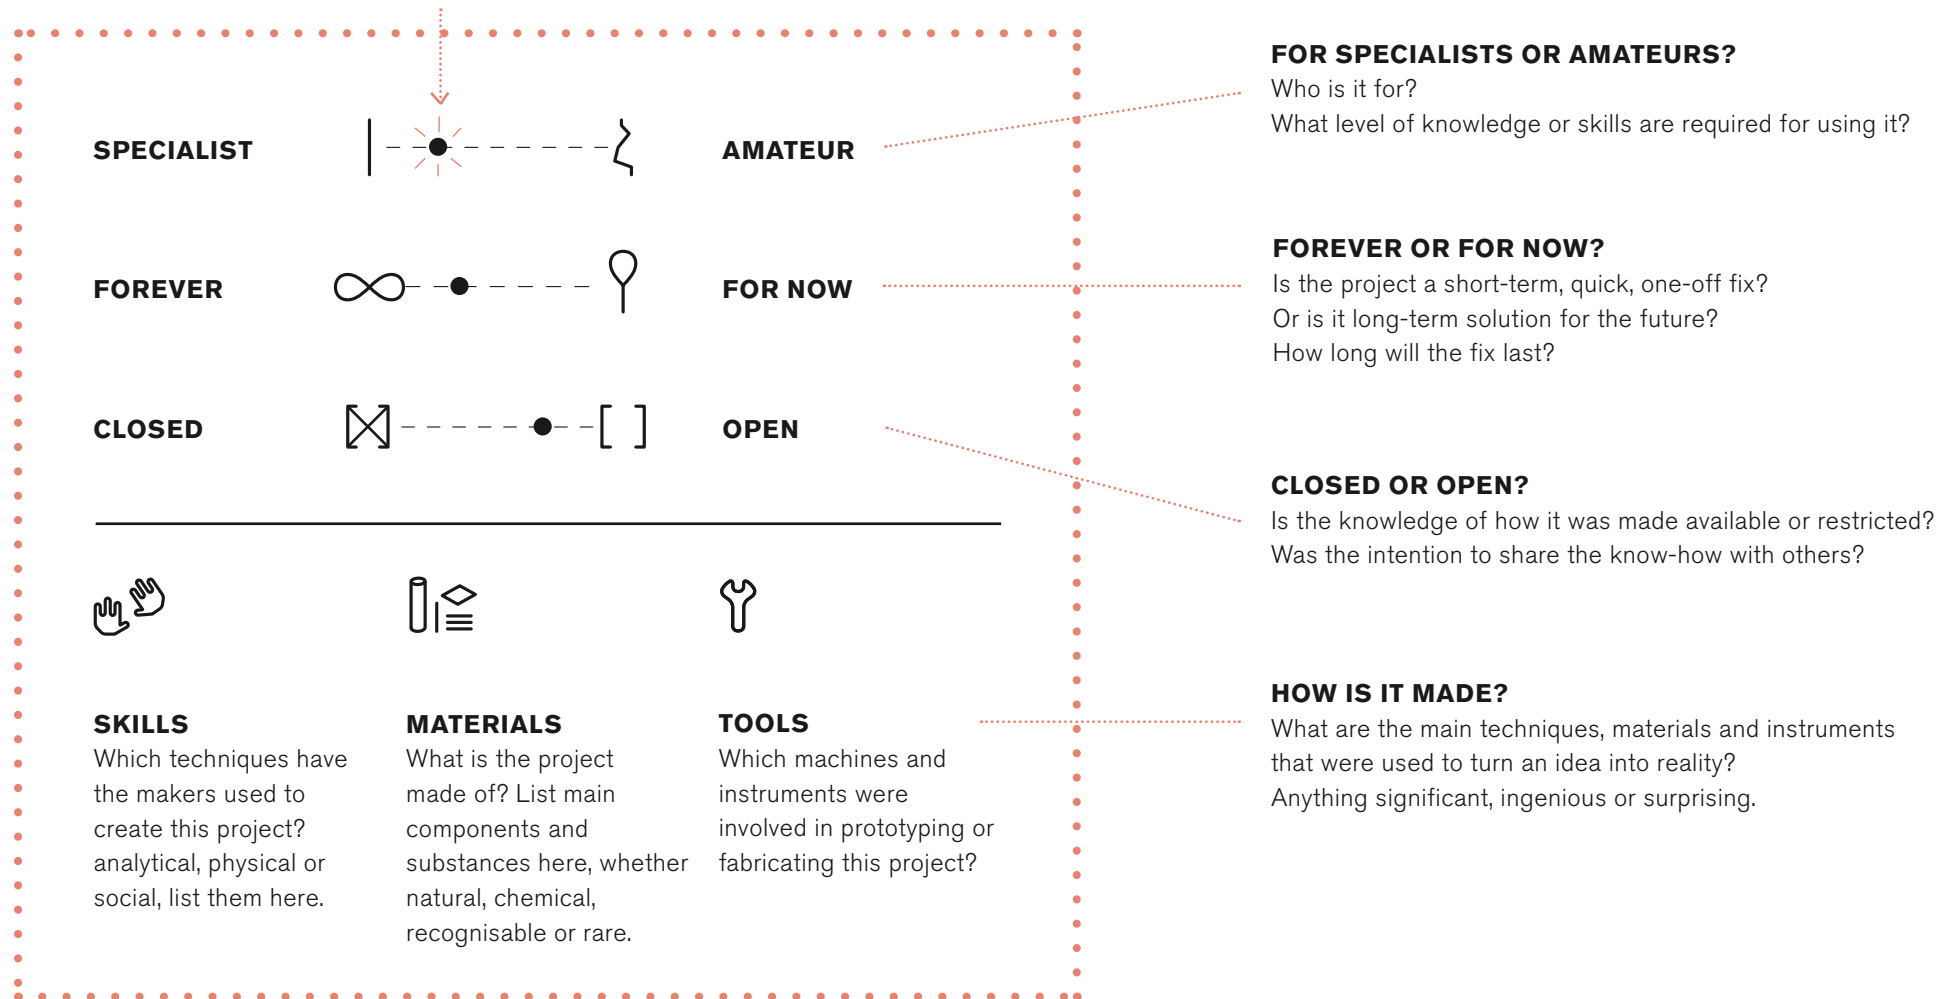 SPECIALIST
AMATEUR
FOREVER
FOR NOW
CLOSED
OPEN
SKILLS
Which techniques have
the makers used to
create this project?
analytical, physical or
social, list them here.
MATERIALS
What is the project
made of? List main
components and
substances here, whether
natural, chemical,
recognisable or rare.
TOOLS
Which machines and
instruments were
involved in prototyping or
fabricating this project?
FOR SPECIALISTS OR AMATEURS?
Who is it for?
What level of knowledge or skills are required for using it?
FOREVER OR FOR NOW?
Is the project a short-term, quick, one-off fix?
Or is it long-term solution for the future?
How long will the fix last?
CLOSED OR OPEN?
Is the knowledge of how it was made available or restricted?
Was the intention to share the know-how with others?
HOW IS IT MADE?
What are the main techniques, materials and instruments
that were used to turn an idea into reality?
Anything significant, ingenious or surprising.